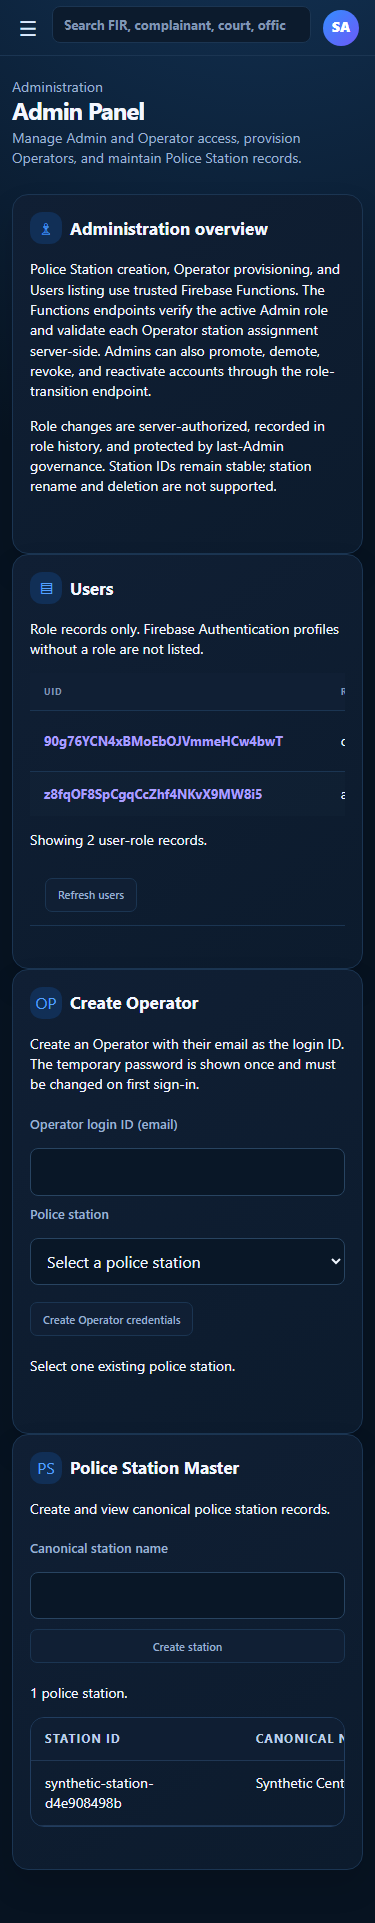 Search FIR, complainant, court, offic
SA
Administration
Admin Panel
Manage Admin and Operator access, provision
Operators, and maintain Police Station records.
Administration overview
Police Station creation, Operator provisioning, and
Users listing use trusted Firebase Functions. The
Functions endpoints verify the active Admin role
and validate each Operator station assignment
server-side. Admins can also promote, demote,
revoke, and reactivate accounts through the role-
transition endpoint.
Role changes are server-authorized, recorded in
role history, and protected by last-Admin
governance. Station IDs remain stable; station
rename and deletion are not supported.
Users
Role records only. Firebase Authentication profiles
without a role are not listed.
UID
90g76YCN4xBMoEbOJVmmeHCw4bwT
z8fqOF8SpCgqCcZhf4NKvX9MW8i5
Showing 2 user-role records.
Refresh users
OP Create Operator
Create an Operator with their email as the login ID.
The temporary password is shown once and must
be changed on first sign-in.
Operator login ID (email)
Police station
Select a police station
Create Operator credentials
Select one existing police station.
PS Police Station Master
Create and view canonical police station records.
Canonical station name
Create station
1 police station.
STATION ID CANONICAL N
synthetic-station- Synthetic Cent
d4e908498b